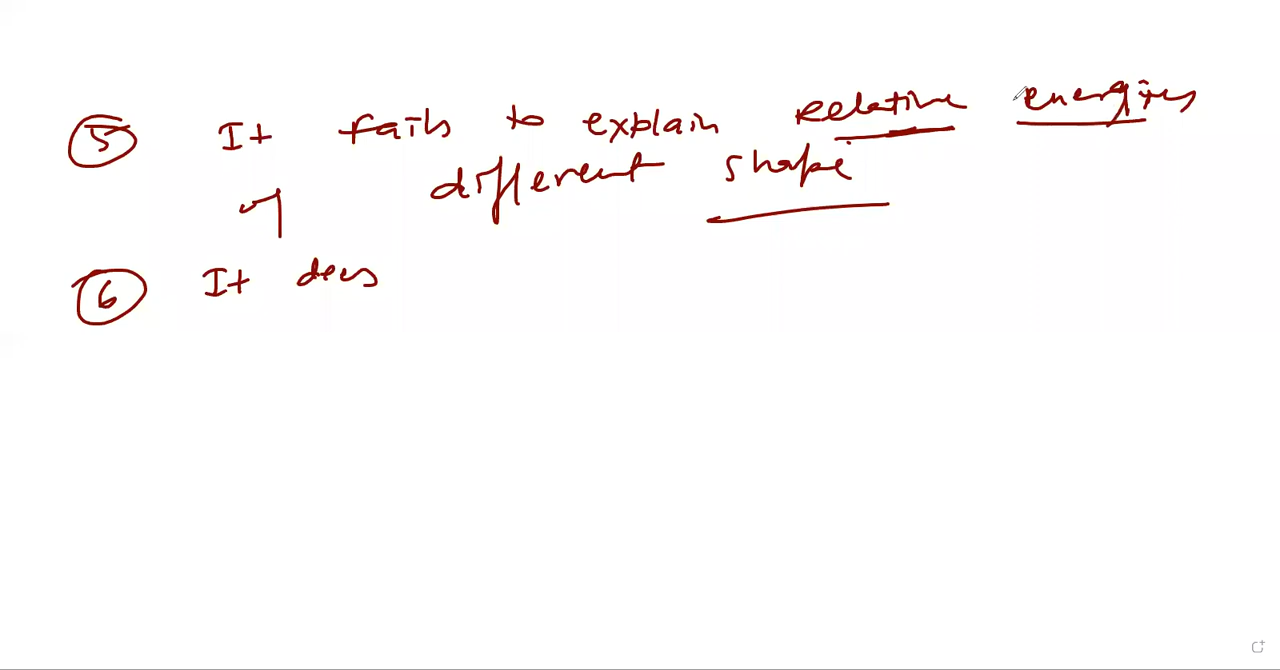 ⑤ It fails to explain relative energies
of different shape
⑥ It does